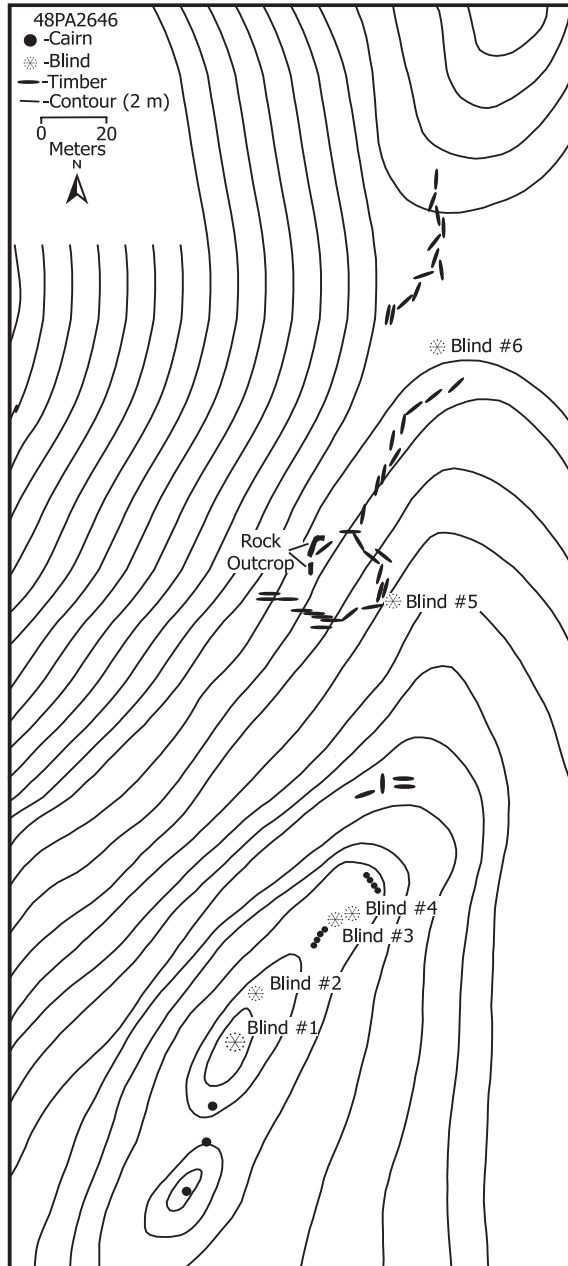 48PA2646
-Cairn
-Blind
-Timber
-Contour (2 m)
0 20
Meters
N
Blind #6
Rock
Outcrop
Blind #5
Blind #4
Blind #3
Blind #2
Blind #1